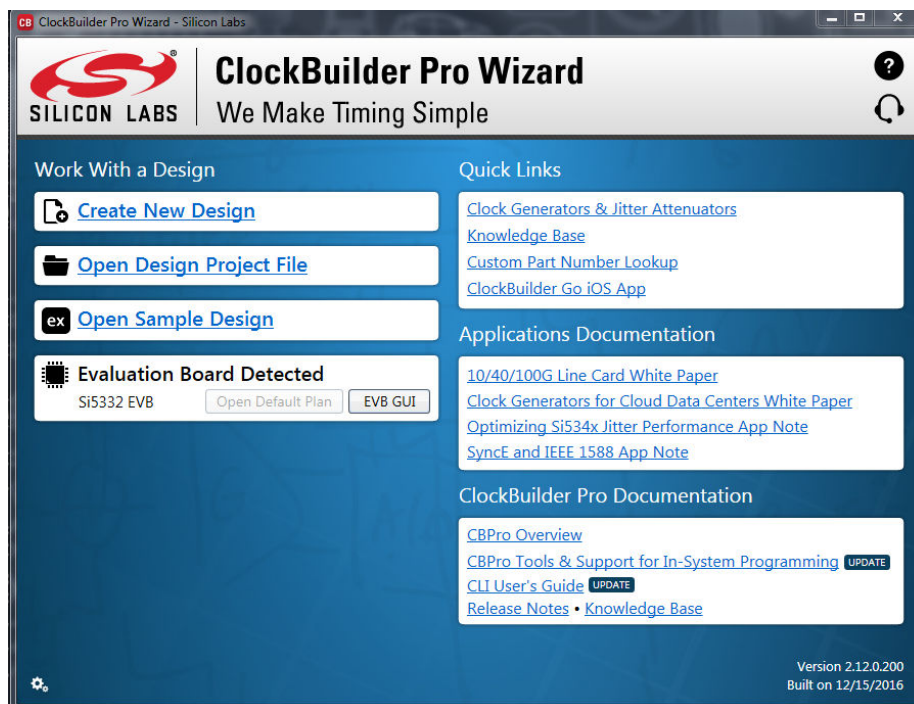 CB ClockBuilder Pro Wizard - Silicon Labs
SILICON LABS
ClockBuilder Pro Wizard
We Make Timing Simple
?
Work With a Design
Create New Design
Open Design Project File
ex Open Sample Design
Evaluation Board Detected
Si5332 EVB Open Default Plan EVB GUI
Quick Links
Clock Generators & Jitter Attenuators
Knowledge Base
Custom Part Number Lookup
ClockBuilder Go iOS App
Applications Documentation
10/40/100G Line Card White Paper
Clock Generators for Cloud Data Centers White Paper
Optimizing Si534x Jitter Performance App Note
SyncE and IEEE 1588 App Note
ClockBuilder Pro Documentation
CBPro Overview
CBPro Tools & Support for In-System Programming UPDATE
CLI User's Guide UPDATE
Release Notes • Knowledge Base
Version 2.12.0.200
Built on 12/15/2016